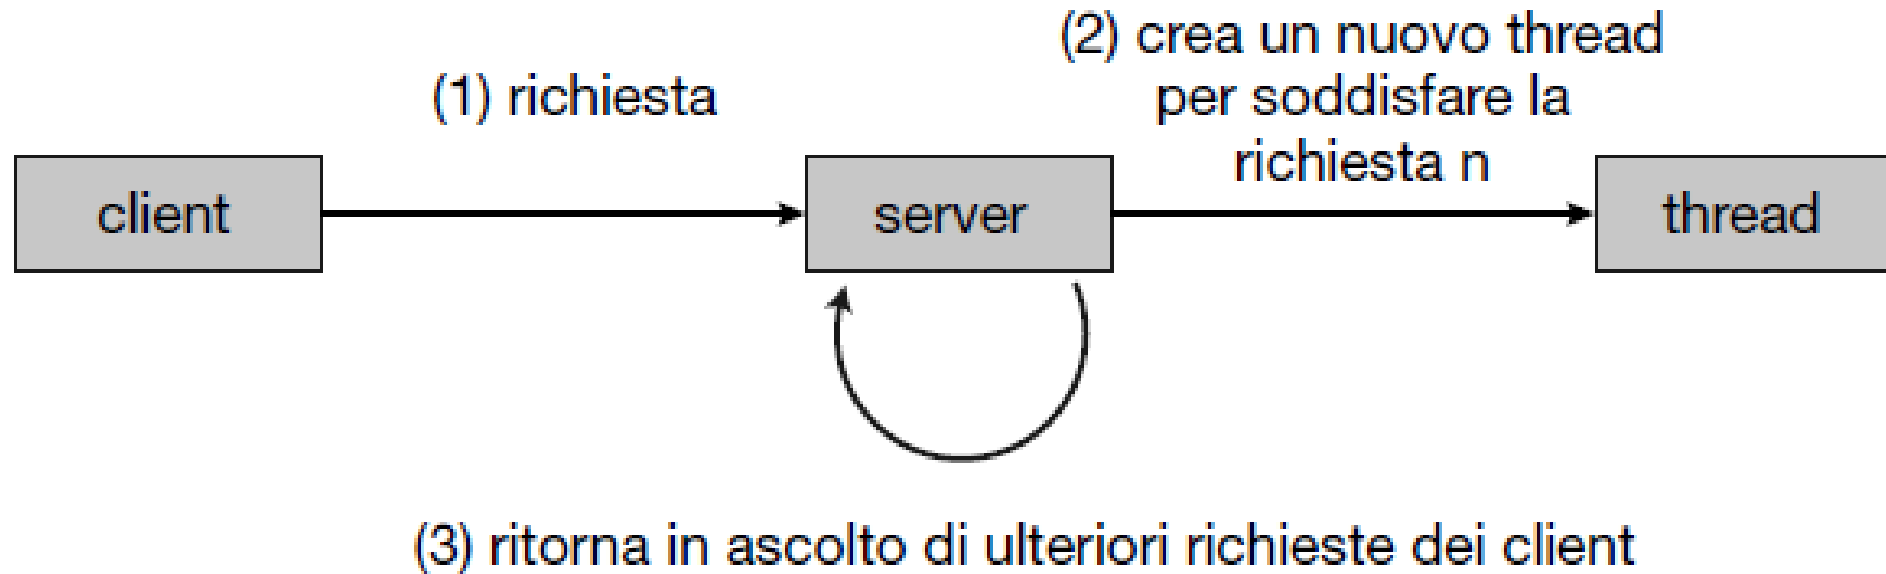 (1) richiesta
(2) crea un nuovo thread
per soddisfare la
richiesta n
client
server
thread
(3) ritorna in ascolto di ulteriori richieste dei client